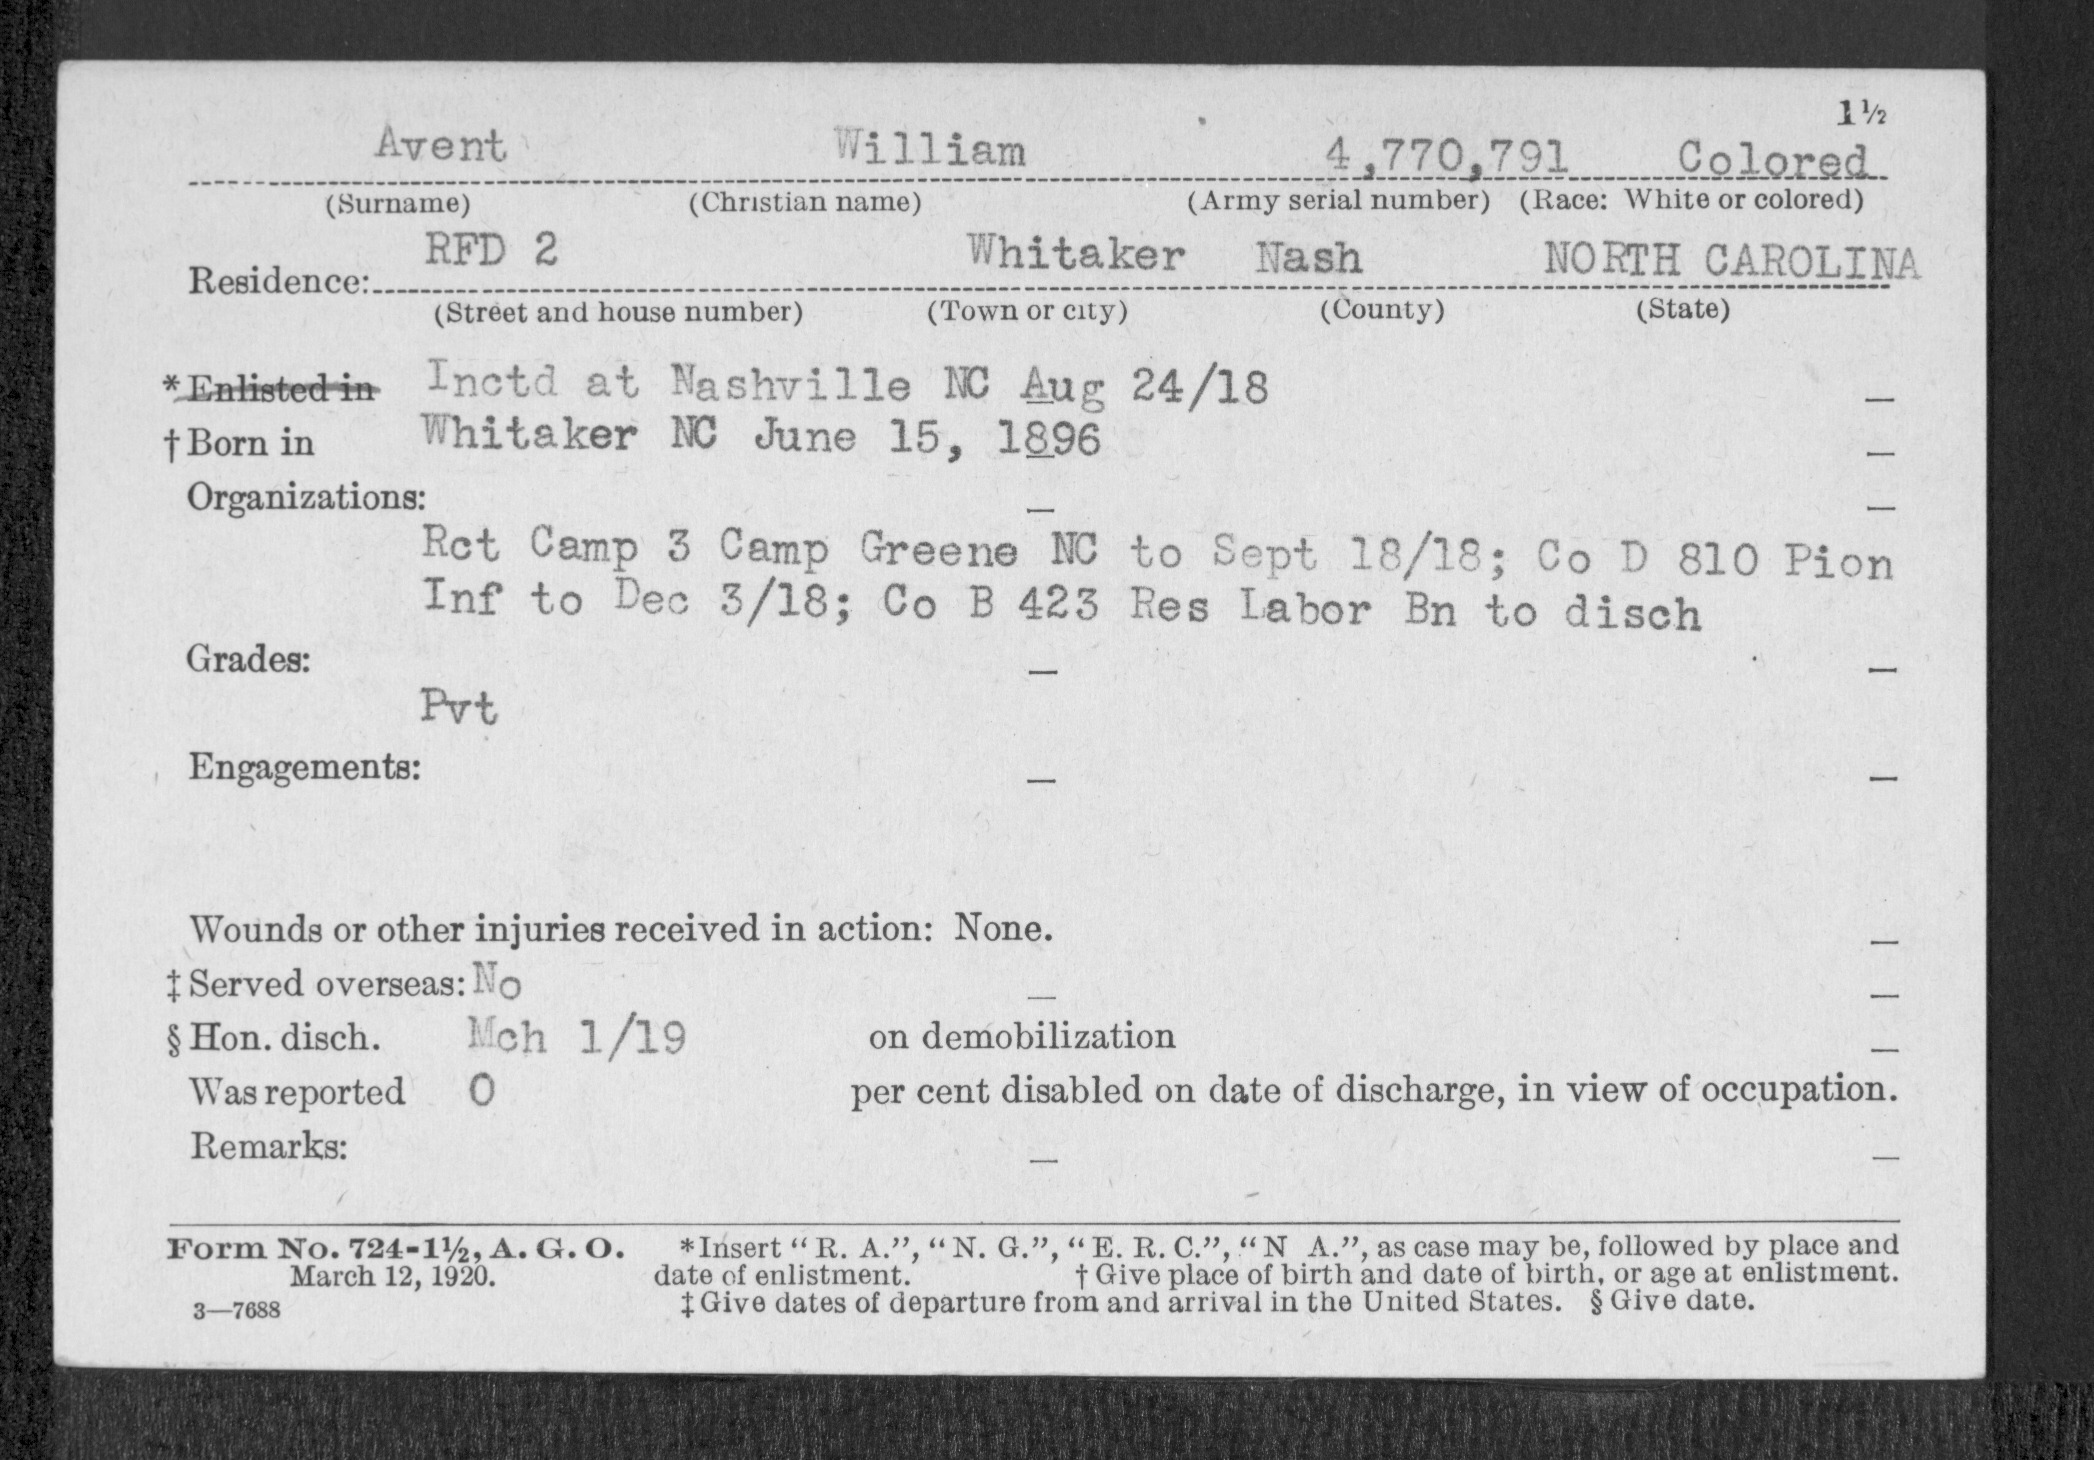 1½
Avent William 4,770,791 Colored
(Surname) (Christian name) (Army serial number) (Race: White or colored)
RFD 2 Whitaker Nash NORTH CAROLINA
Residence:
(Street and house number) (Town or city) (County) (State)
*Enlisted in Inctd at Nashville NC Aug 24/18 —
†Born in Whitaker NC June 15, 1896 —
Organizations: — —
Rct Camp 3 Camp Greene NC to Sept 18/18; Co D 810 Pion
Inf to Dec 3/18; Co B 423 Res Labor Bn to disch
Grades: — —
Pvt
Engagements: — —
Wounds or other injuries received in action: None. —
‡Served overseas: No — —
§Hon. disch. Mch 1/19 on demobilization —
Was reported 0 per cent disabled on date of discharge, in view of occupation.
Remarks: — —
Form No. 724-1½, A. G. O. *Insert "R. A.", "N. G.", "E. R. C.", "N A.", as case may be, followed by place and
March 12, 1920. date of enlistment. †Give place of birth and date of birth, or age at enlistment.
3—7688 ‡Give dates of departure from and arrival in the United States. §Give date.